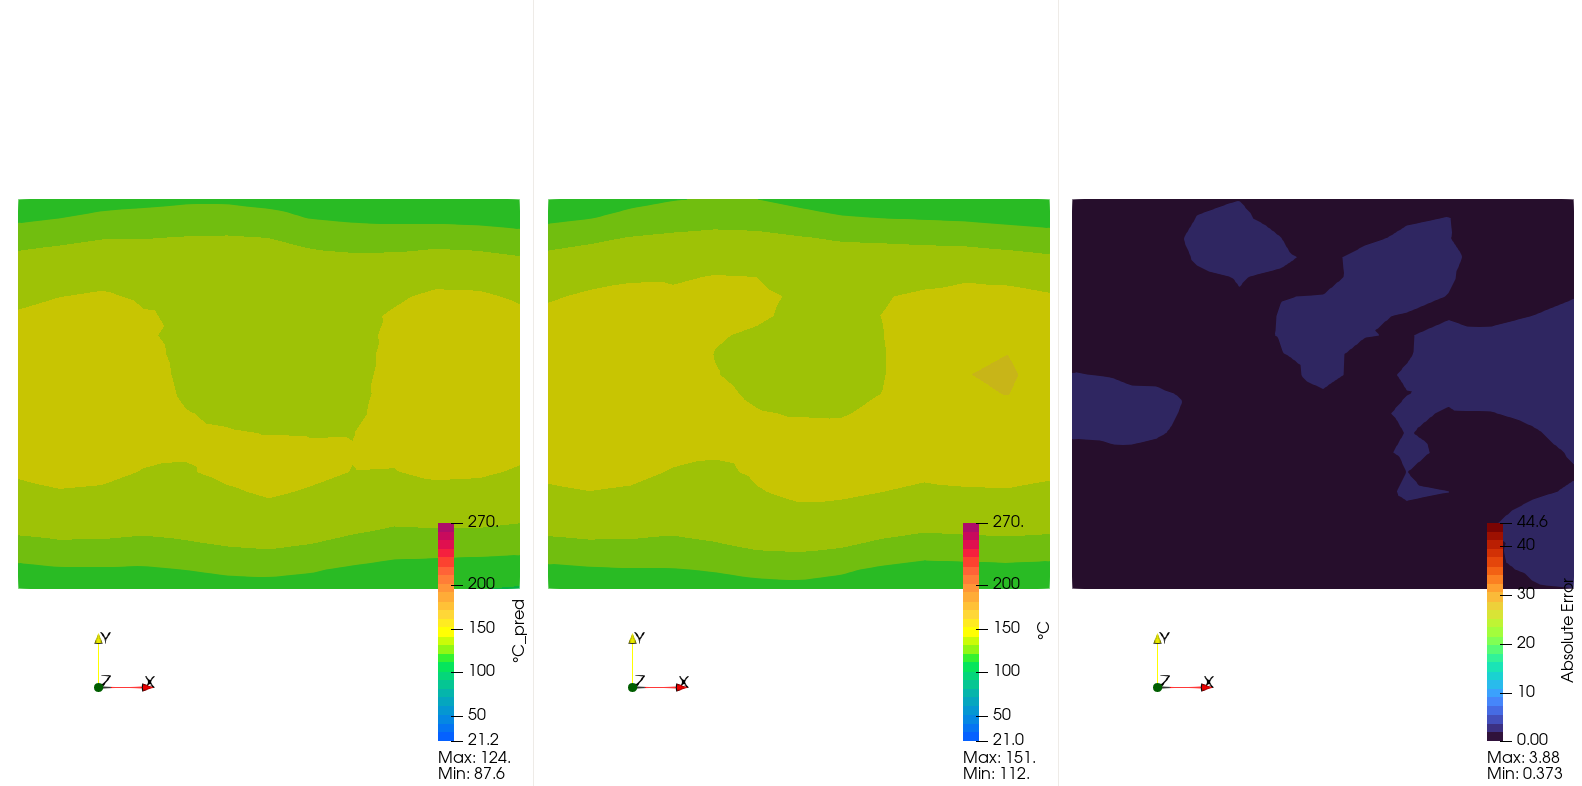 270.
200
150
100
50
21.2
°C_pred
Max: 124.
Min: 87.6
Y
Z
X
270.
200
150
100
50
21.0
°C
Max: 151.
Min: 112.
Y
Z
X
44.6
40
30
20
10
0.00
Absolute Error
Max: 3.88
Min: 0.373
Y
Z
X